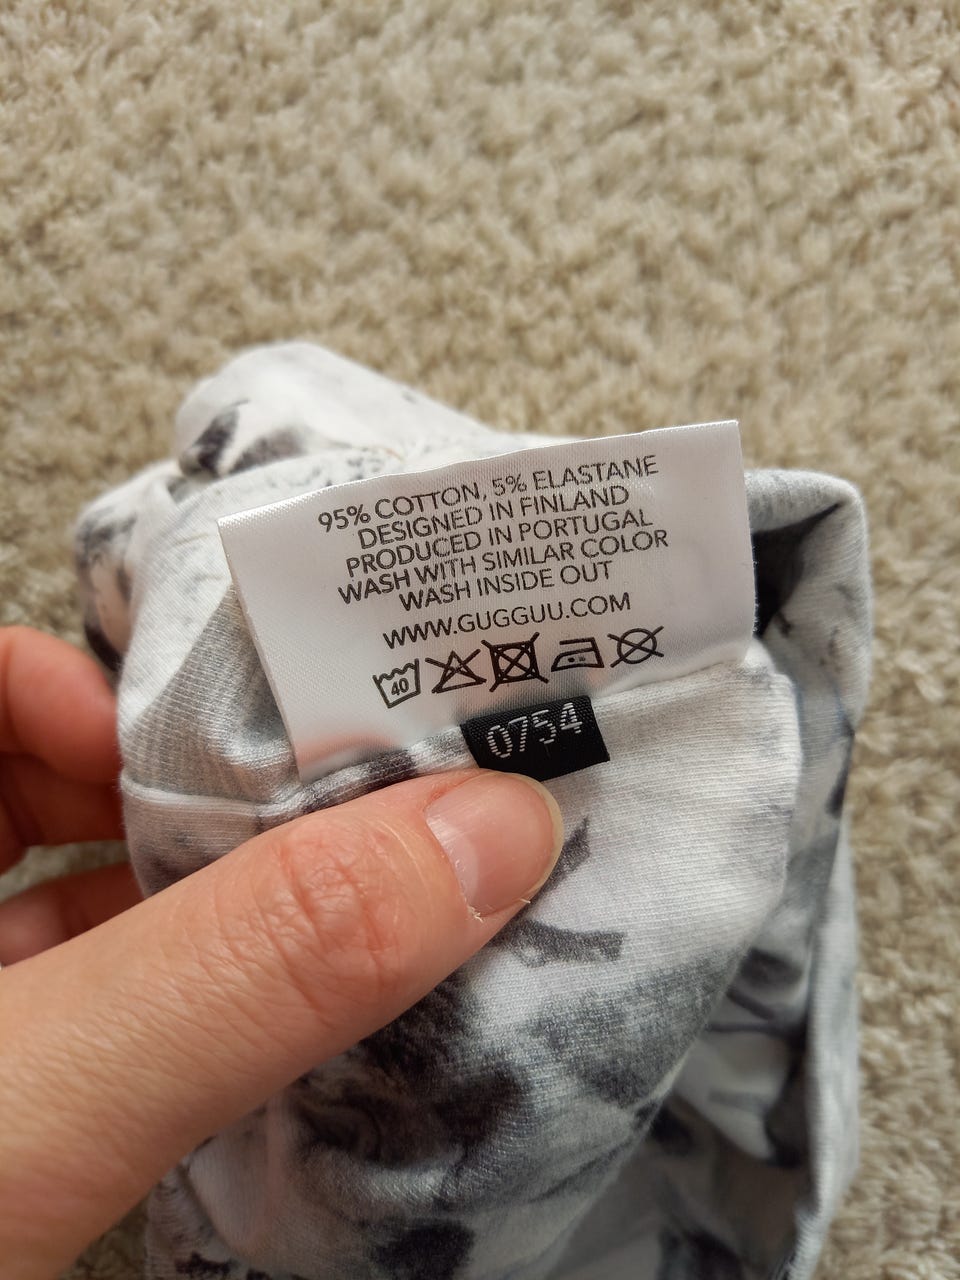 95% COTTON, 5% ELASTANE
DESIGNED IN FINLAND
PRODUCED IN PORTUGAL
WASH WITH SIMILAR COLOR
WASH INSIDE OUT
WWW.GUGGUU.COM
40
0754